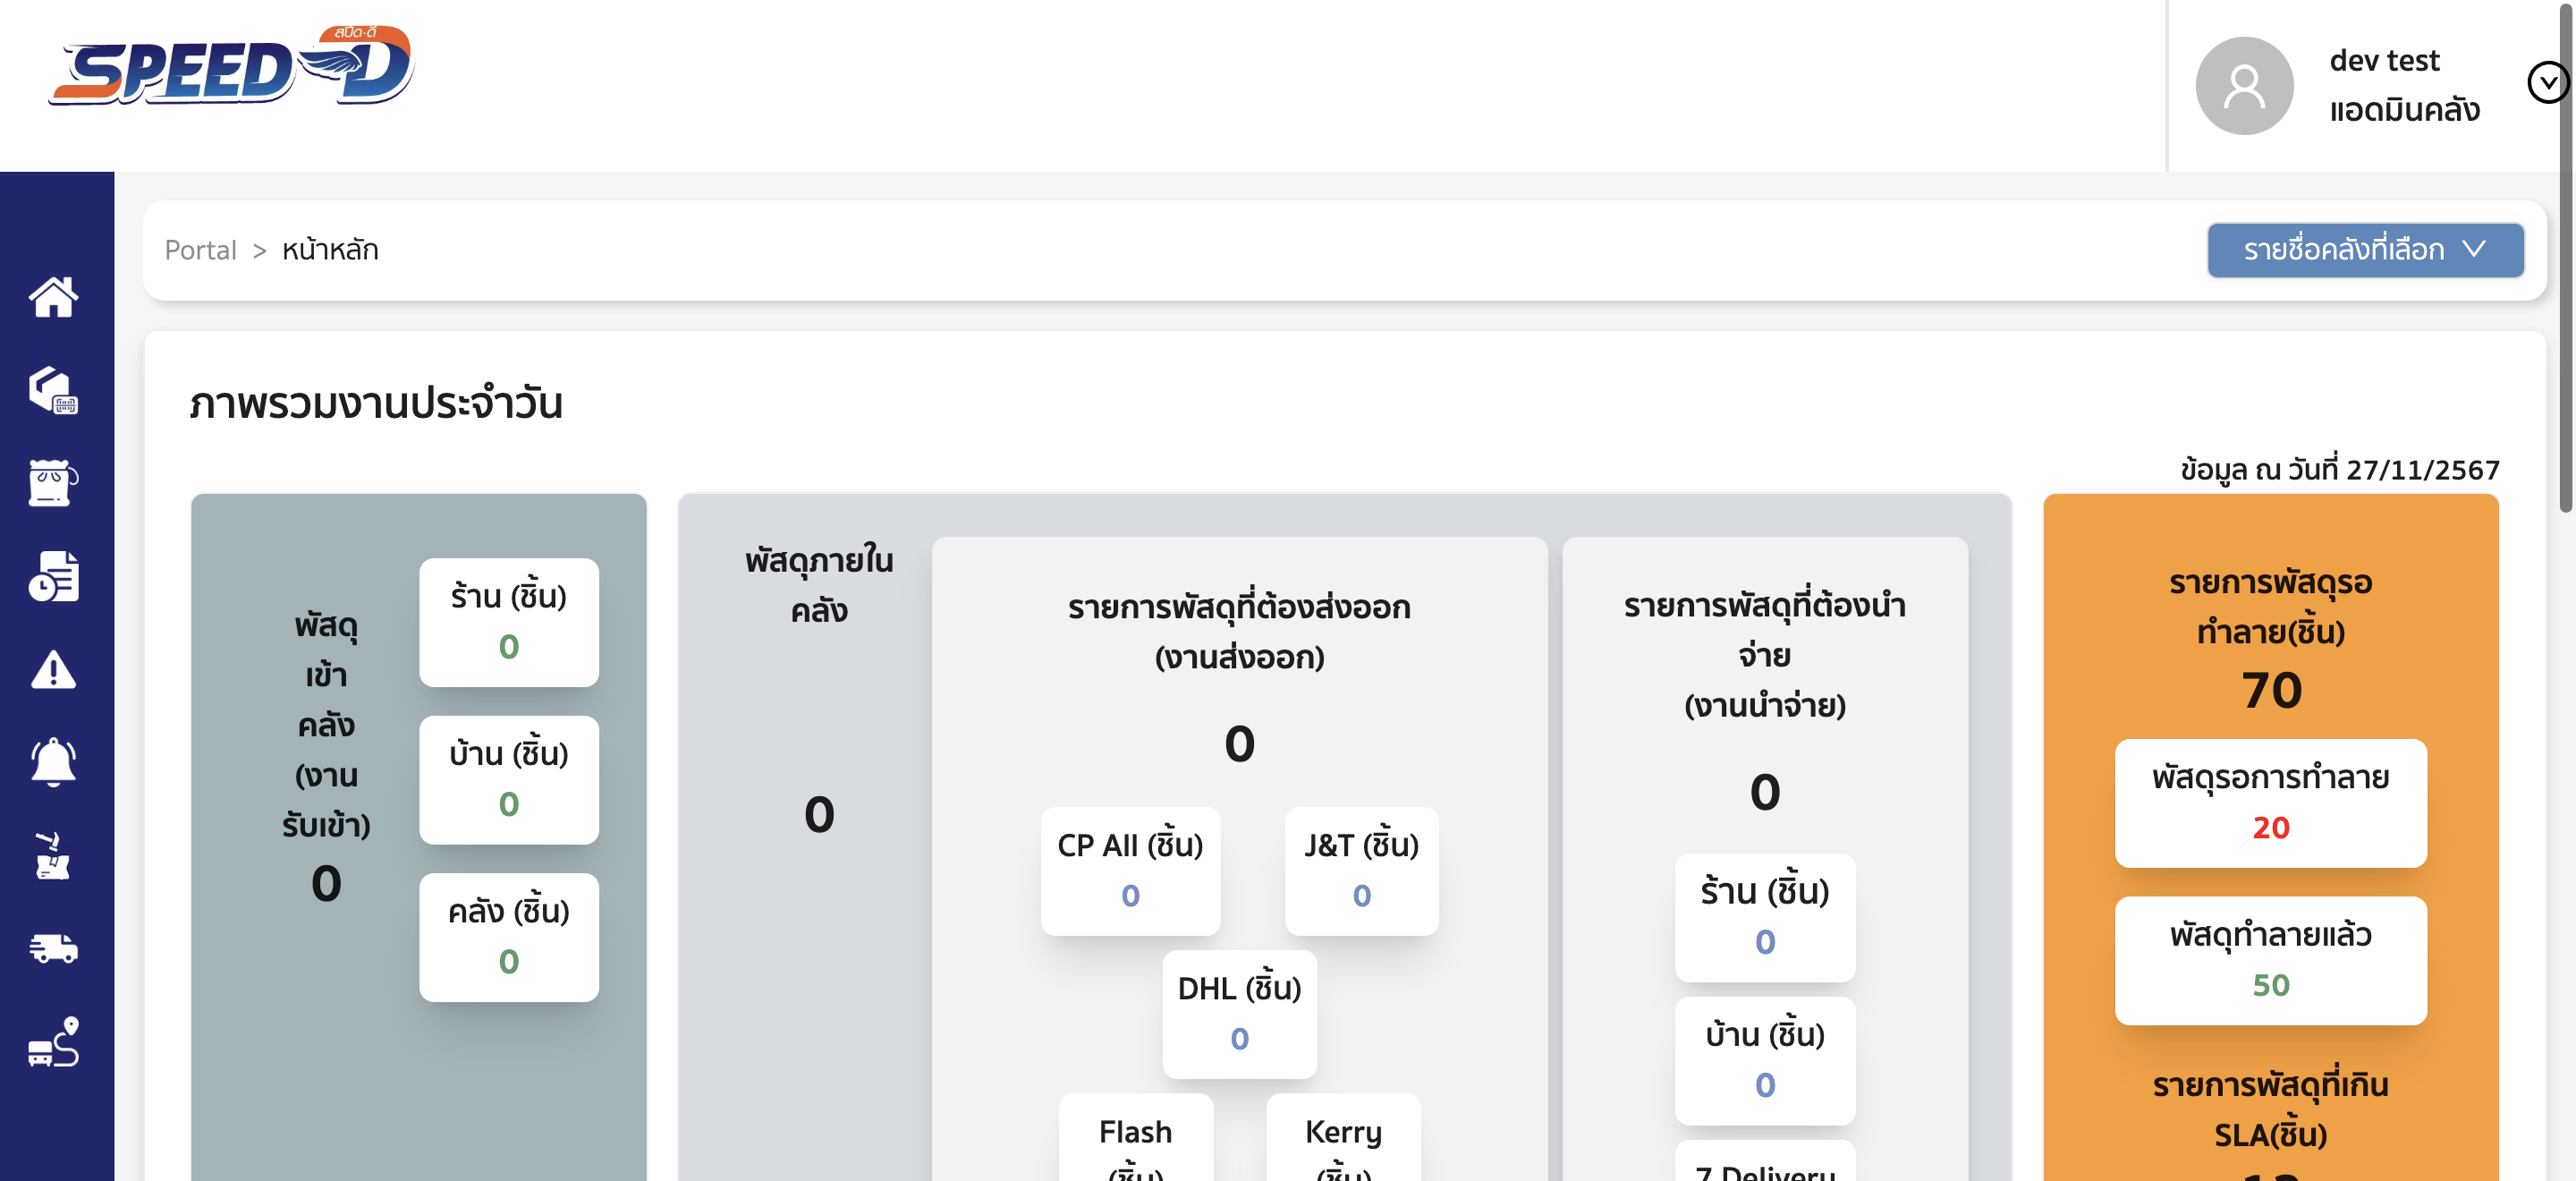 สปีด-ดี
SPEED-D
dev test
แอดมินคลัง
Portal > หน้าหลัก
รายชื่อคลังที่เลือก
ภาพรวมงานประจำวัน
ข้อมูล ณ วันที่ 27/11/2567
พัสดุ
เข้า
คลัง
(งาน
รับเข้า)
0
ร้าน (ชิ้น)
0
บ้าน (ชิ้น)
0
คลัง (ชิ้น)
0
พัสดุภายใน
คลัง
0
รายการพัสดุที่ต้องส่งออก
(งานส่งออก)
0
CP All (ชิ้น)
0
J&T (ชิ้น)
0
DHL (ชิ้น)
0
Flash
(ชิ้น)
Kerry
(ชิ้น)
รายการพัสดุที่ต้องนำ
จ่าย
(งานนำจ่าย)
0
ร้าน (ชิ้น)
0
บ้าน (ชิ้น)
0
7 Delivery
รายการพัสดุรอ
ทำลาย(ชิ้น)
70
พัสดุรอการทำลาย
20
พัสดุทำลายแล้ว
50
รายการพัสดุที่เกิน
SLA(ชิ้น)